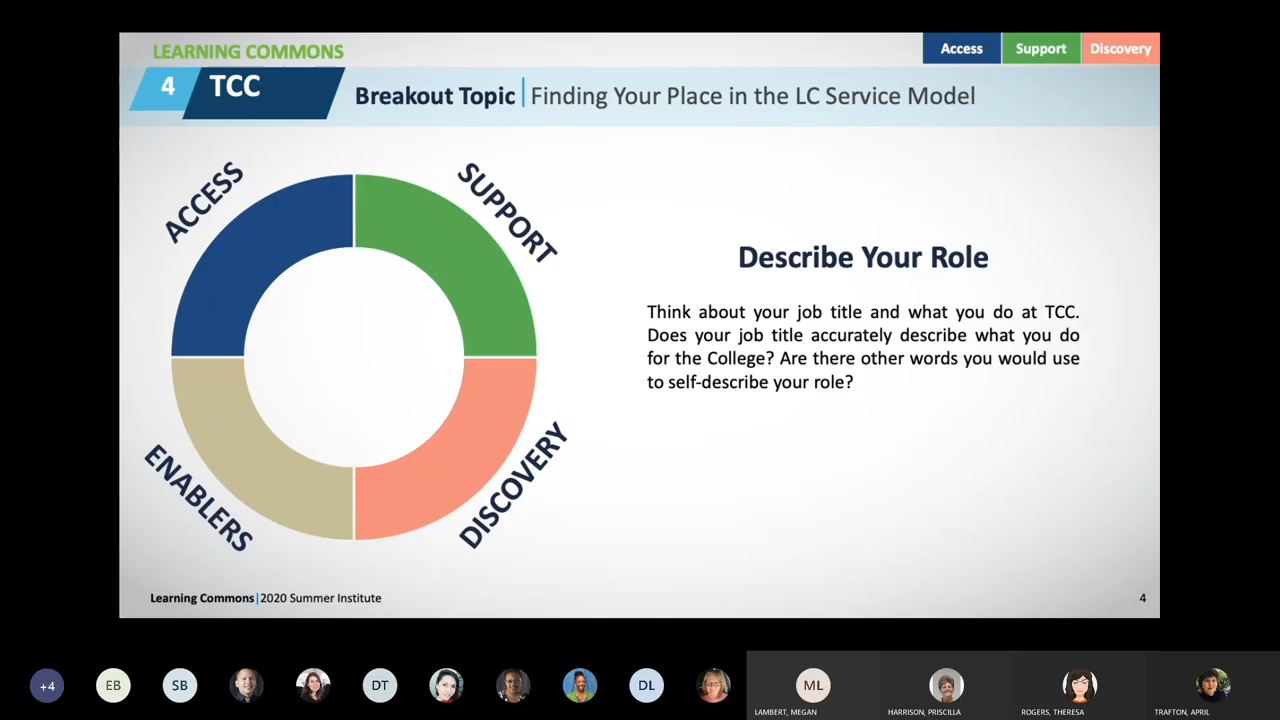 LEARNING COMMONS
Access
Support
Discovery
4
TCC
Breakout Topic | Finding Your Place in the LC Service Model
ACCESS
SUPPORT
ENABLERS
DISCOVERY
Describe Your Role
Think about your job title and what you do at TCC.
Does your job title accurately describe what you do
for the College? Are there other words you would use
to self-describe your role?
Learning Commons|2020 Summer Institute
4
+4
EB
SB
DT
DL
ML
LAMBERT, MEGAN
HARRISON, PRISCILLA
ROGERS, THERESA
TRAFTON, APRIL